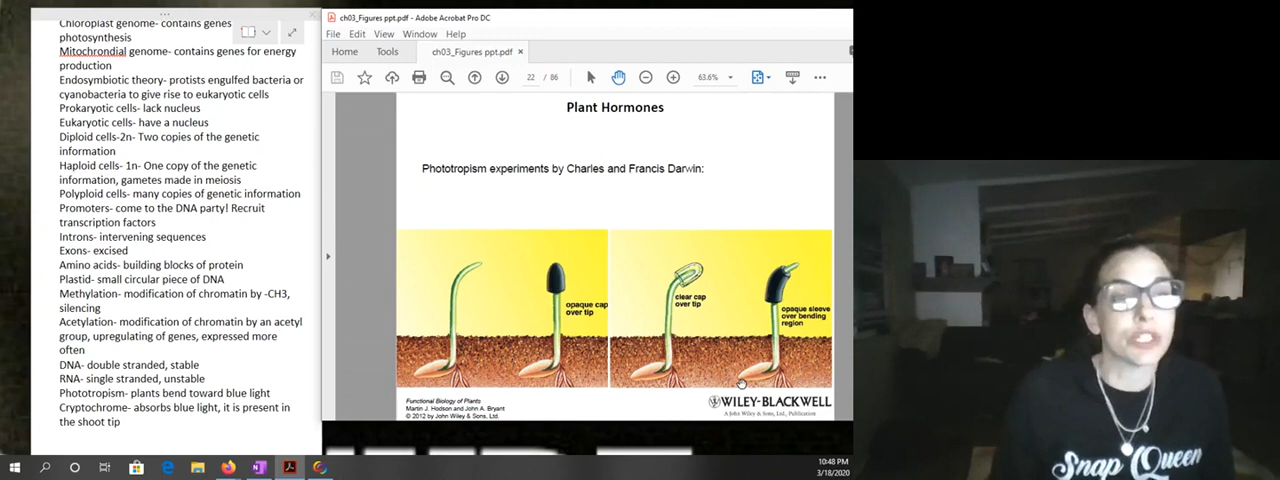 Chloroplast genome- contains genes
photosynthesis
Mitochrondial genome- contains genes for energy
production
Endosymbiotic theory- protists engulfed bacteria or
cyanobacteria to give rise to eukaryotic cells
Prokaryotic cells- lack nucleus
Eukaryotic cells- have a nucleus
Diploid cells-2n- Two copies of the genetic
information
Haploid cells- 1n- One copy of the genetic
information, gametes made in meiosis
Polyploid cells- many copies of genetic information
Promoters- come to the DNA party! Recruit
transcription factors
Introns- intervening sequences
Exons- excised
Amino acids- building blocks of protein
Plastid- small circular piece of DNA
Methylation- modification of chromatin by -CH3,
silencing
Acetylation- modification of chromatin by an acetyl
group, upregulating of genes, expressed more
often
DNA- double stranded, stable
RNA- single stranded, unstable
Phototropism- plants bend toward blue light
Cryptochrome- absorbs blue light, it is present in
the shoot tip
ch03_Figures ppt.pdf - Adobe Acrobat Pro DC
File Edit View Window Help
Home Tools ch03_Figures ppt.pdf ×
22 / 86 63.6%
Plant Hormones
Phototropism experiments by Charles and Francis Darwin:
opaque cap
over tip
clear cap
over tip
opaque sleeve
over bending
region
Functional Biology of Plants
Martin J. Hodson and John A. Bryant
© 2012 by John Wiley & Sons, Ltd.
WILEY-BLACKWELL
A John Wiley & Sons, Ltd., Publication
10:48 PM
3/18/2020
Snap Queen